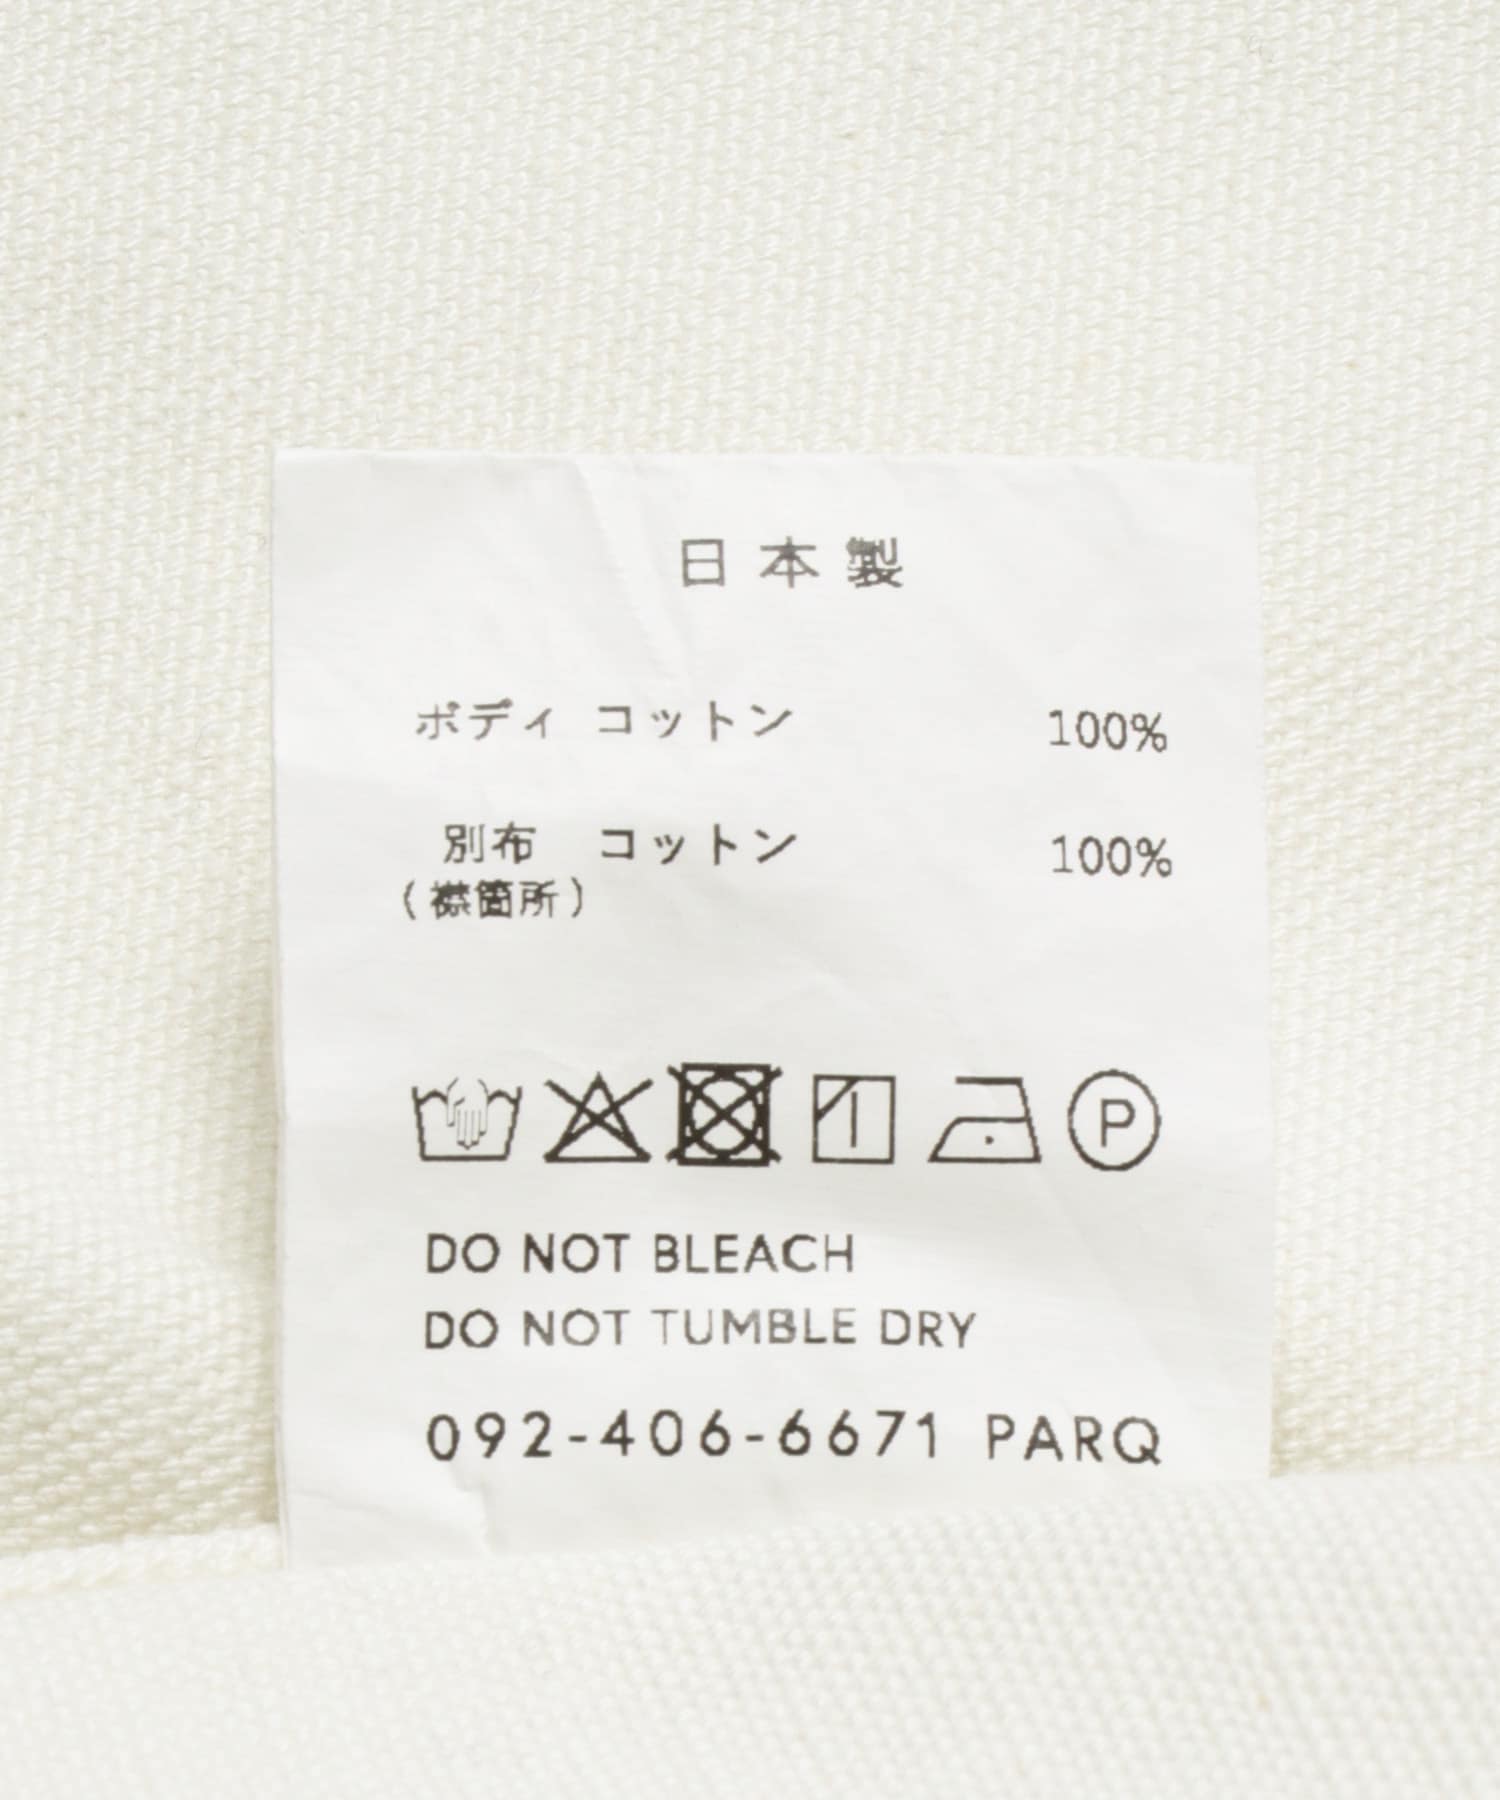 日本製
ボディ コットン 100%
別布 コットン 100%
(襟箇所)
P
DO NOT BLEACH
DO NOT TUMBLE DRY
092-406-6671 PARQ